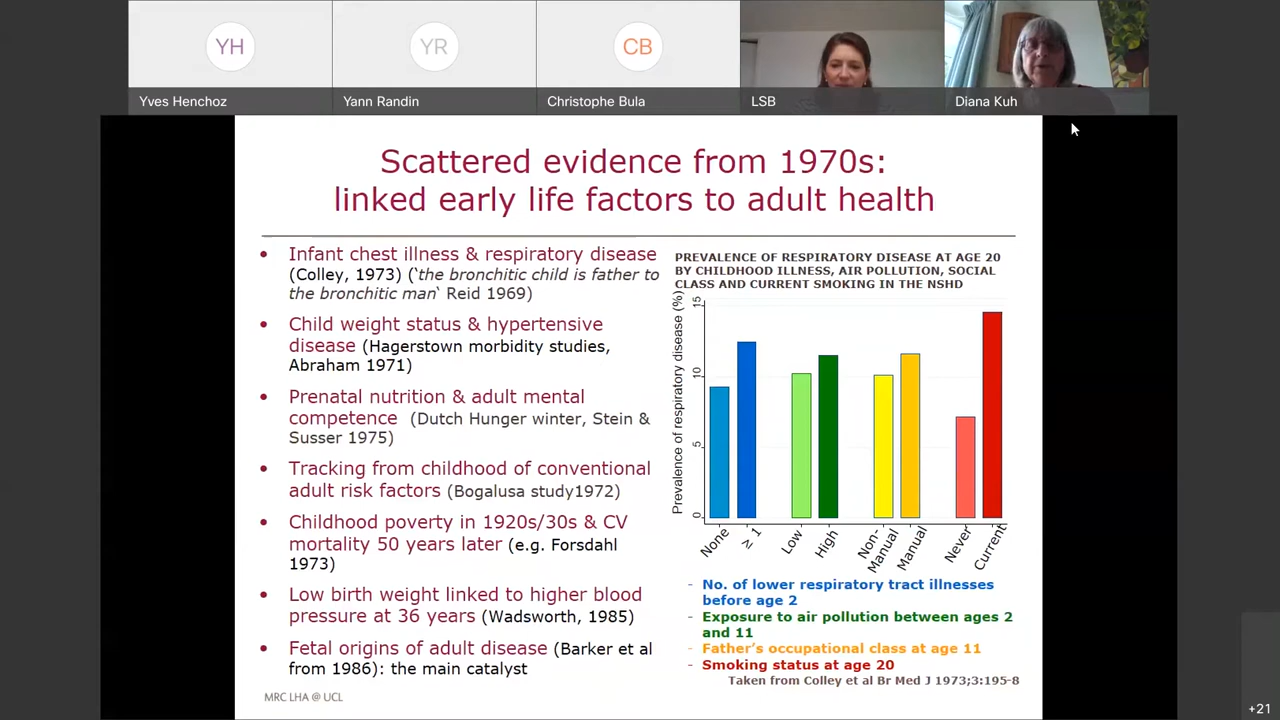 YH
YR
CB
Yves Henchoz
Yann Randin
Christophe Bula
LSB
Diana Kuh
Scattered evidence from 1970s:
linked early life factors to adult health
• Infant chest illness & respiratory disease
(Colley, 1973) (‘the bronchitic child is father to
the bronchitic man‘ Reid 1969)
• Child weight status & hypertensive
disease (Hagerstown morbidity studies,
Abraham 1971)
• Prenatal nutrition & adult mental
competence (Dutch Hunger winter, Stein &
Susser 1975)
• Tracking from childhood of conventional
adult risk factors (Bogalusa study1972)
• Childhood poverty in 1920s/30s & CV
mortality 50 years later (e.g. Forsdahl
1973)
• Low birth weight linked to higher blood
pressure at 36 years (Wadsworth, 1985)
• Fetal origins of adult disease (Barker et al
from 1986): the main catalyst
MRC LHA @ UCL
PREVALENCE OF RESPIRATORY DISEASE AT AGE 20
BY CHILDHOOD ILLNESS, AIR POLLUTION, SOCIAL
CLASS AND CURRENT SMOKING IN THE NSHD
Prevalence of respiratory disease (%)
15
10
5
0
None
≥ 1
Low
High
Non-
Manual
Manual
Never
Current
- No. of lower respiratory tract illnesses
before age 2
- Exposure to air pollution between ages 2
and 11
- Father's occupational class at age 11
- Smoking status at age 20
Taken from Colley et al Br Med J 1973;3:195-8
+21